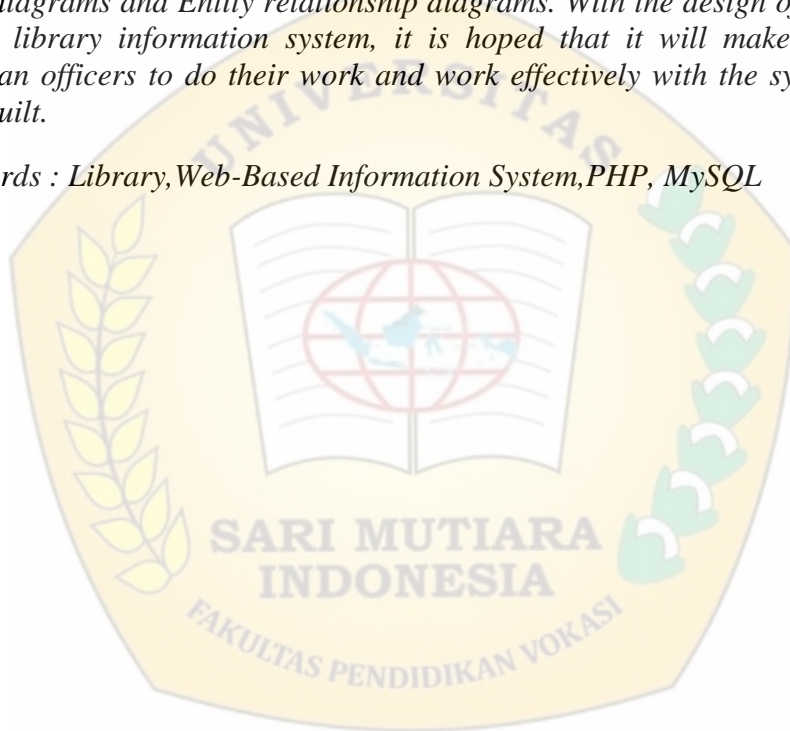 diagrams and Entity relationship diagrams. With the design of
library information system, it is hoped that it will make
an officers to do their work and work effectively with the sy
uilt.
rds : Library,Web-Based Information System,PHP, MySQL
UNIVERSITAS
SARI MUTIARA
INDONESIA
FAKULTAS PENDIDIKAN VOKASI